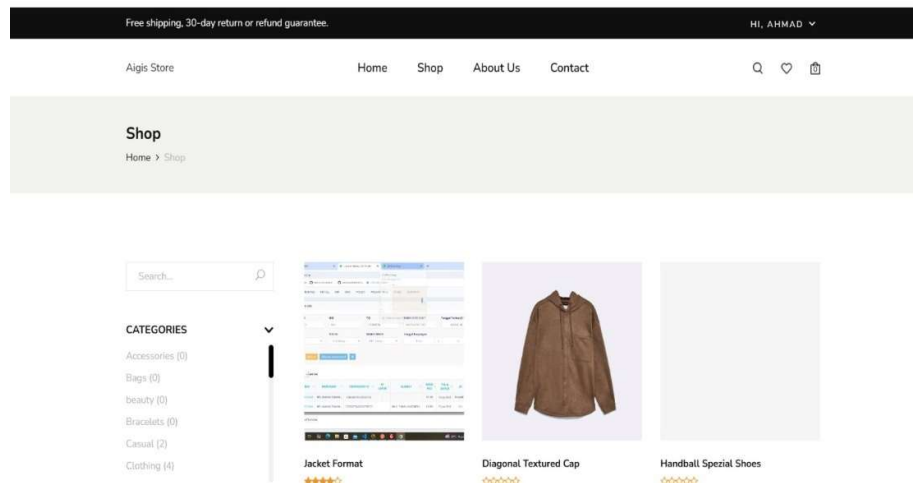 Free shipping, 30-day return or refund guarantee.
HI, AHMAD
Aigis Store
Home Shop About Us Contact
0
Shop
Home > Shop
Search...
CATEGORIES
Accessories (0)
Bags (0)
beauty (0)
Bracelets (0)
Casual (2)
Clothing (4)
Jacket Format
Diagonal Textured Cap
Handball Spezial Shoes